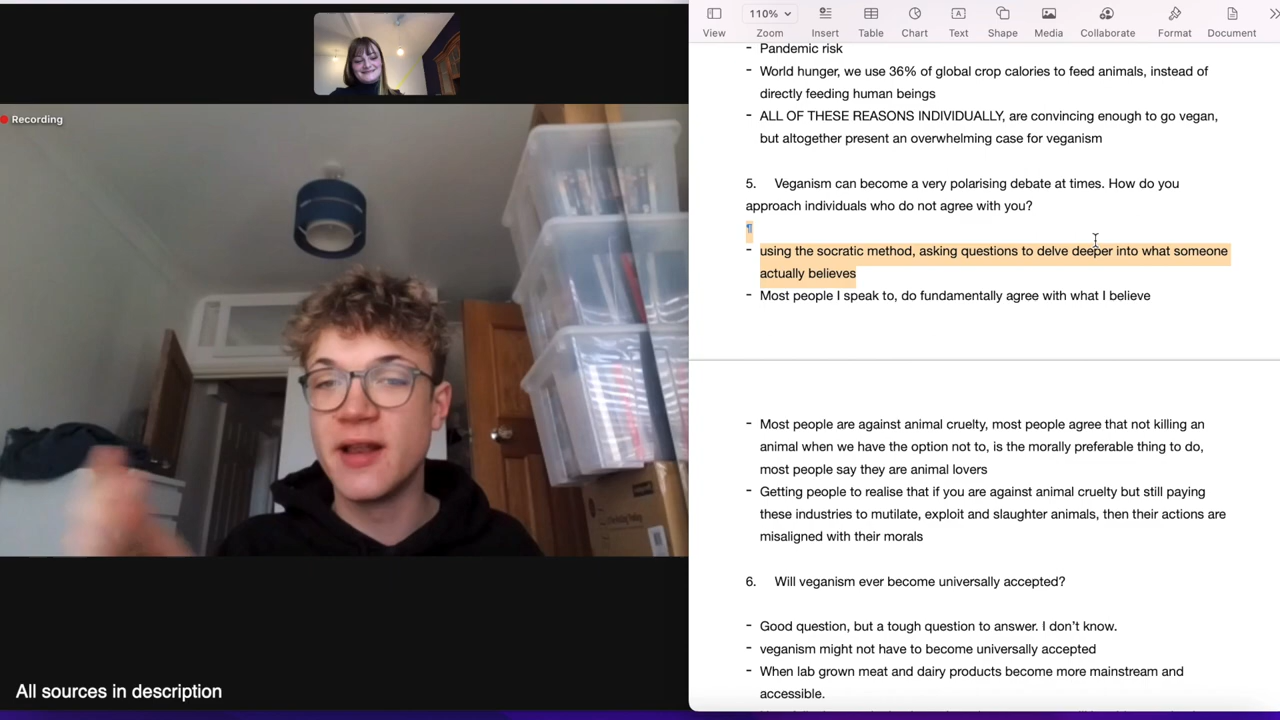 Recording
All sources in description
110%
View
Zoom
Insert
Table
Chart
Text
Shape
Media
Collaborate
Format
Document
- Pandemic risk
- World hunger, we use 36% of global crop calories to feed animals, instead of
directly feeding human beings
- ALL OF THESE REASONS INDIVIDUALLY, are convincing enough to go vegan,
but altogether present an overwhelming case for veganism
5. Veganism can become a very polarising debate at times. How do you
approach individuals who do not agree with you?
¶
- using the socratic method, asking questions to delve deeper into what someone
actually believes
- Most people I speak to, do fundamentally agree with what I believe
- Most people are against animal cruelty, most people agree that not killing an
animal when we have the option not to, is the morally preferable thing to do,
most people say they are animal lovers
- Getting people to realise that if you are against animal cruelty but still paying
these industries to mutilate, exploit and slaughter animals, then their actions are
misaligned with their morals
6. Will veganism ever become universally accepted?
- Good question, but a tough question to answer. I don’t know.
- veganism might not have to become universally accepted
- When lab grown meat and dairy products become more mainstream and
accessible.